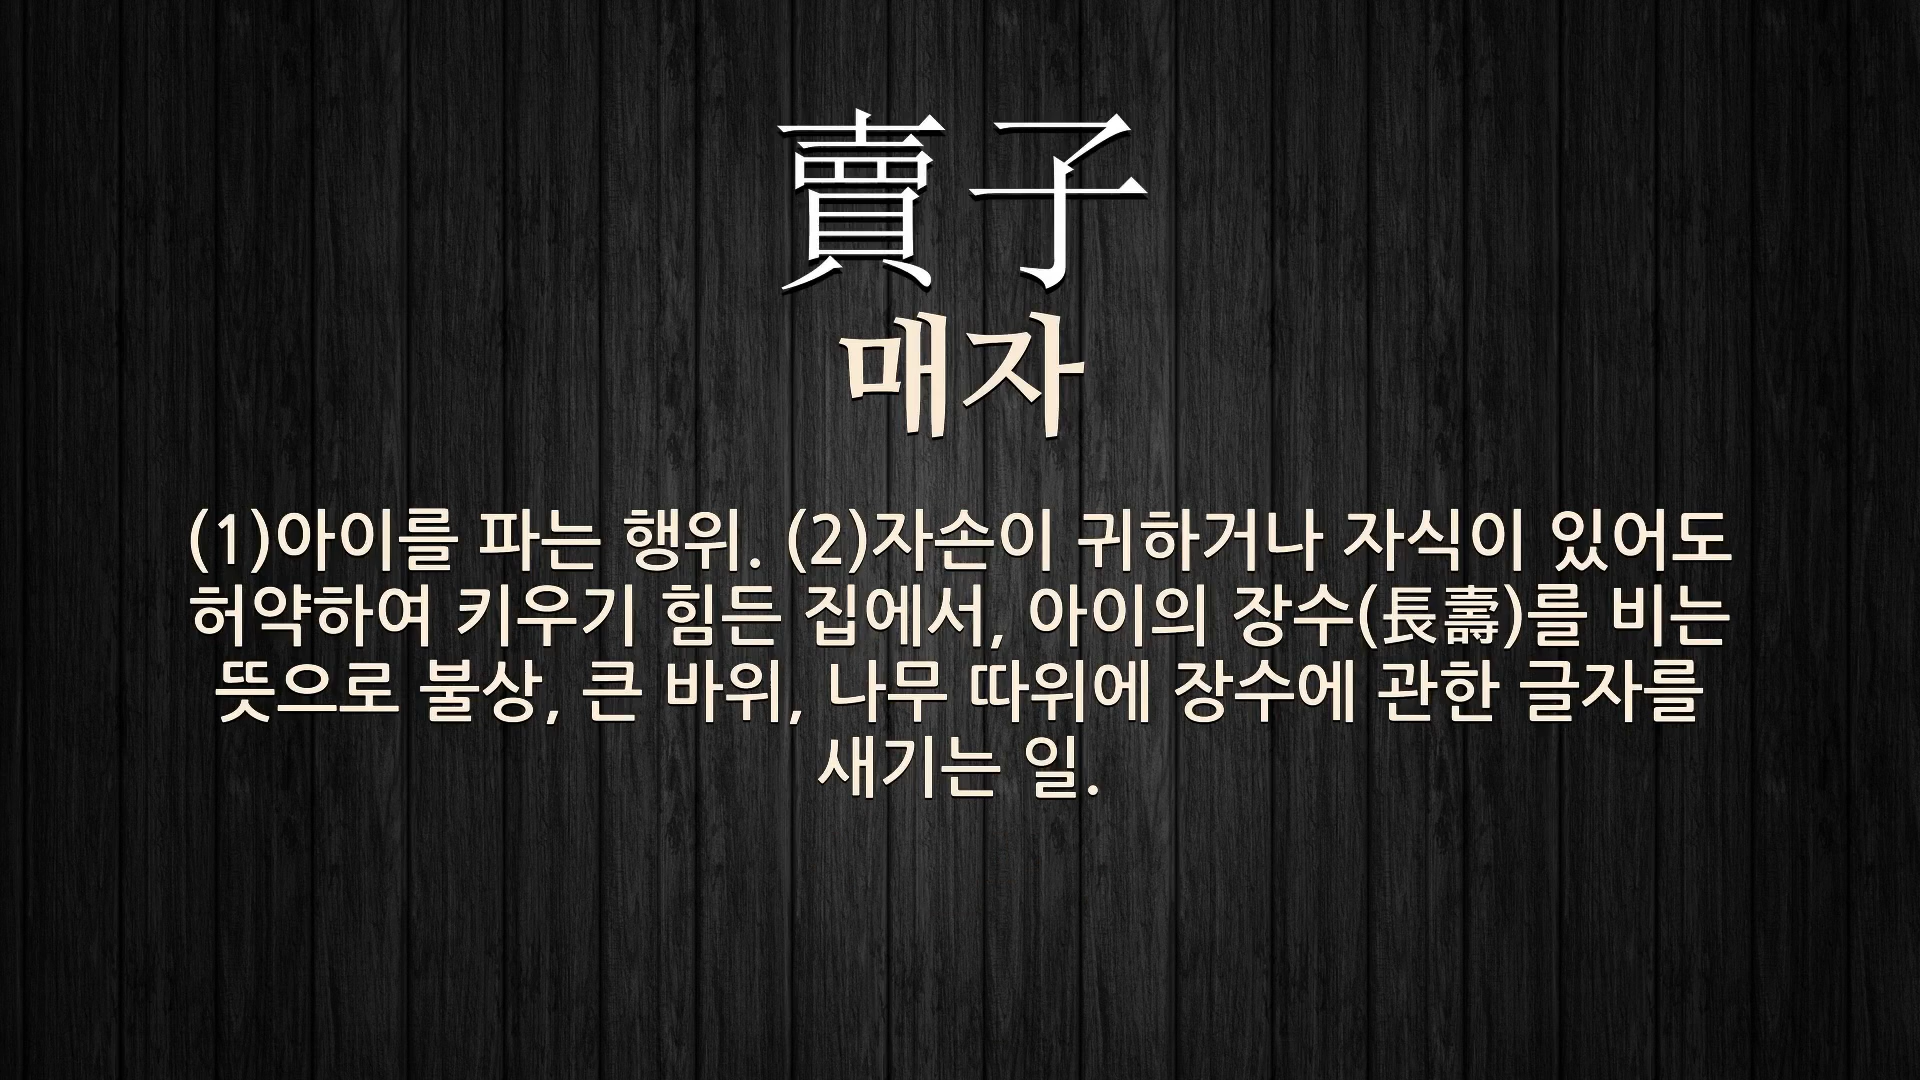 賣子
매자
(1)아이를 파는 행위. (2)자손이 귀하거나 자식이 있어도
허약하여 키우기 힘든 집에서, 아이의 장수(長壽)를 비는
뜻으로 불상, 큰 바위, 나무 따위에 장수에 관한 글자를
새기는 일.